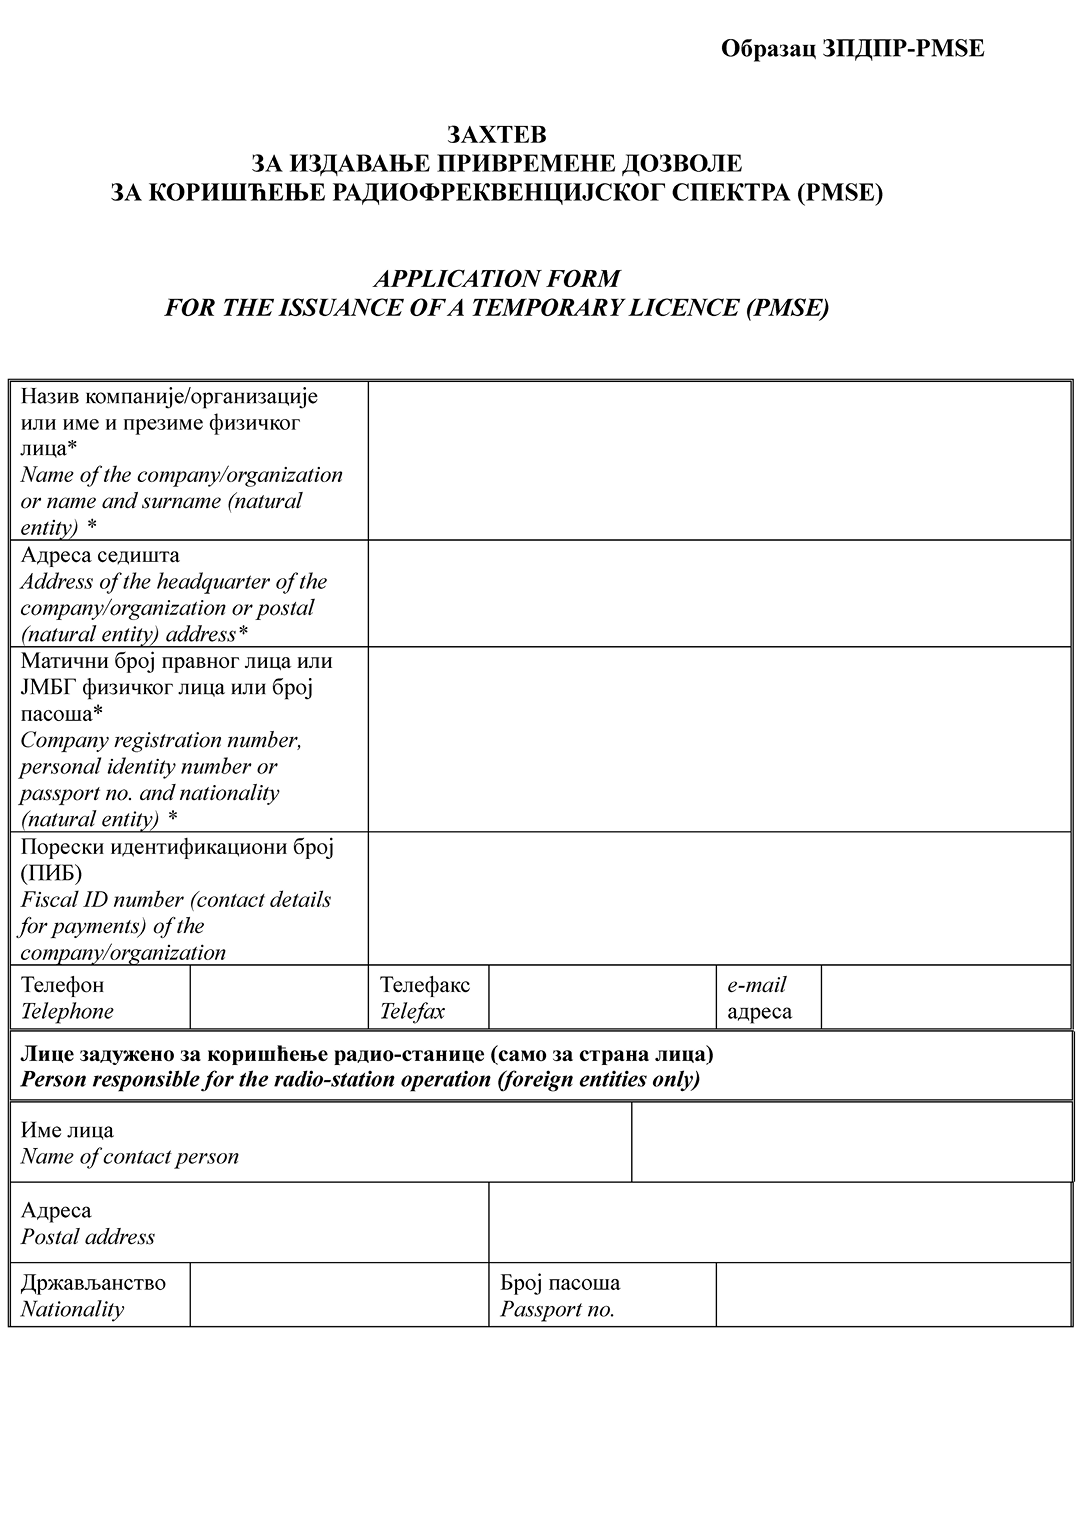 Образац ЗПДПР-PMSE
ЗАХТЕВ
ЗА ИЗДАВАЊЕ ПРИВРЕМЕНЕ ДОЗВОЛЕ
ЗА КОРИШЋЕЊЕ РАДИОФРЕКВЕНЦИЈСКОГ СПЕКТРА (PMSE)
APPLICATION FORM
FOR THE ISSUANCE OF A TEMPORARY LICENCE (PMSE)
Назив компаније/организације
или име и презиме физичког
лица*
Name of the company/organization
or name and surname (natural
entity) *
Адреса седишта
Address of the headquarter of the
company/organization or postal
(natural entity) address*
Матични број правног лица или
ЈМБГ физичког лица или број
пасоша*
Company registration number,
personal identity number or
passport no. and nationality
(natural entity) *
Порески идентификациони број
(ПИБ)
Fiscal ID number (contact details
for payments) of the
company/organization
Телефон
Telephone
Телефакс
Telefax
e-mail
адреса
Лице задужено за коришћење радио-станице (само за страна лица)
Person responsible for the radio-station operation (foreign entities only)
Име лица
Name of contact person
Адреса
Postal address
Држављанство
Nationality
Број пасоша
Passport no.